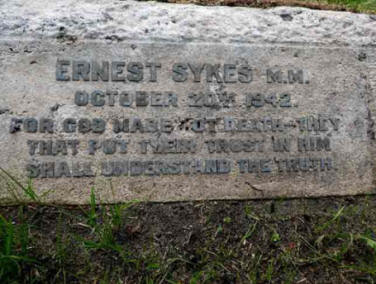 ERNEST SYKES M.M.
OCTOBER 20TH 1942.
FOR GOD MADE NOT DEATH-THEY
THAT PUT THEIR TRUST IN HIM
SHALL UNDERSTAND THE TRUTH.